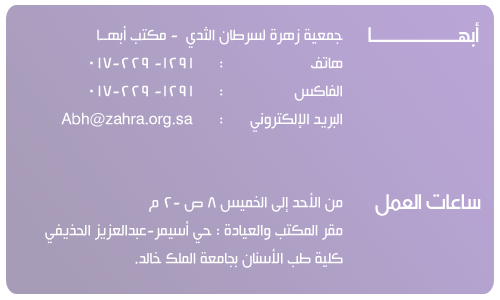 أبهـــــــــــــا
جمعية زهرة لسرطان الثدي - مكتب أبهـا
هاتف : ٠١٧-٢٢٩ -١٢٩١
الفاكس : ٠١٧-٢٢٩ -١٢٩١
البريد الإلكتروني : Abh@zahra.org.sa
ساعات العمل
من الأحد إلى الخميس ٨ ص -٢ م
مقر المكتب والعيادة : حي أسيمر-عبدالعزيز الحذيفي
كلية طب الأسنان بجامعة الملك خالد.